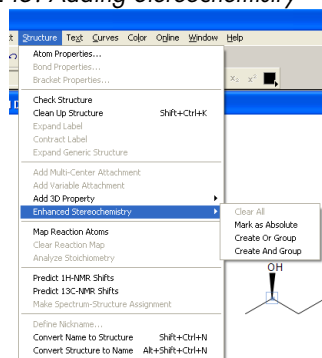 Adding Stereochemistry
Structure Text Curves Color Online Window Help
Atom Properties...
Bond Properties...
Bracket Properties...
x₂ x²
Check Structure
Clean Up Structure Shift+Ctrl+K
Expand Label
Contract Label
Expand Generic Structure
Add Multi-Center Attachment
Add Variable Attachment
Add 3D Property
Enhanced Stereochemistry
Clear All
Mark as Absolute
Create Or Group
Create And Group
Map Reaction Atoms
Clear Reaction Map
Analyze Stoichiometry
OH
Predict 1H-NMR Shifts
Predict 13C-NMR Shifts
Make Spectrum-Structure Assignment
Define Nickname...
Convert Name to Structure Shift+Ctrl+N
Convert Structure to Name Alt+Shift+Ctrl+N